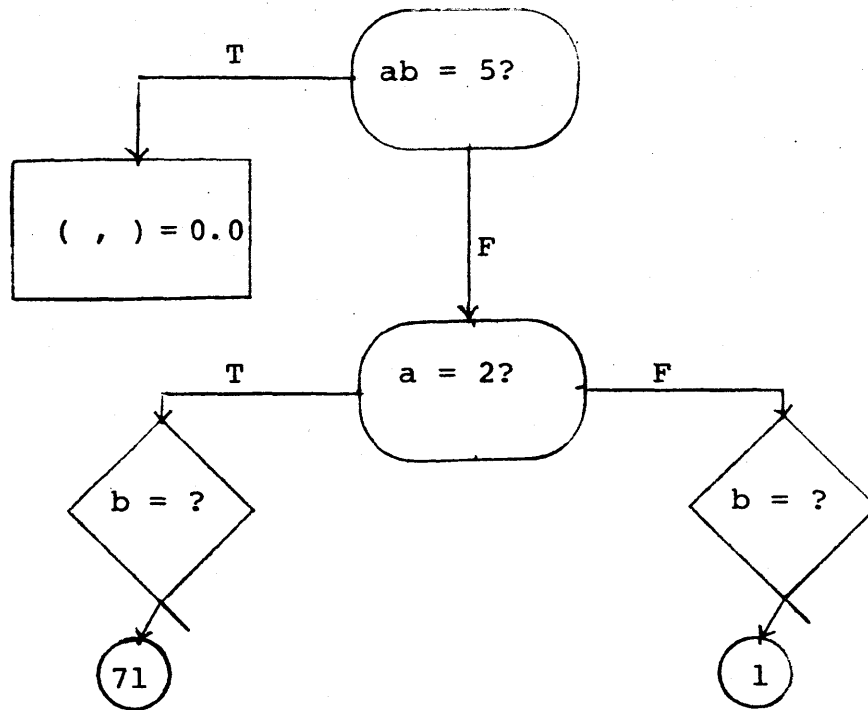 T
ab = 5?
( , ) = 0.0
F
T
a = 2?
F
b = ?
b = ?
71
1